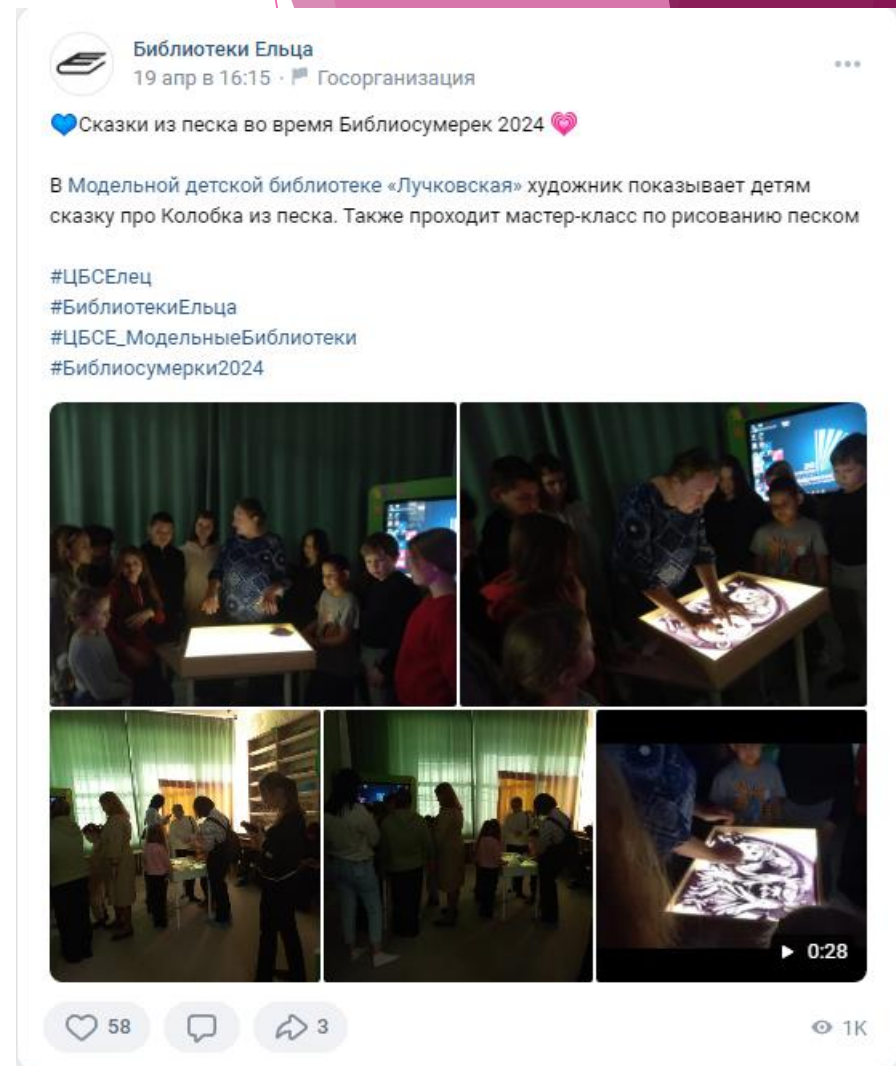 Библиотеки Ельца
19 апр в 16:15 · Госорганизация
💙Сказки из песка во время Библиосумерек 2024 💗
В Модельной детской библиотеке «Лучковская» художник показывает детям
сказку про Колобка из песка. Также проходит мастер-класс по рисованию песком
#ЦБСЕлец
#БиблиотекиЕльца
#ЦБСЕ_МодельныеБиблиотеки
#Библиосумерки2024
0:28
58
3
1K